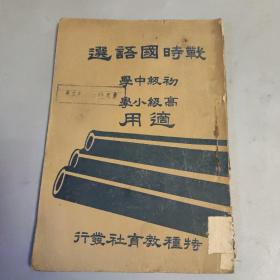 選語國時戰
學中級初
學小級高
用適
行發社育教種特